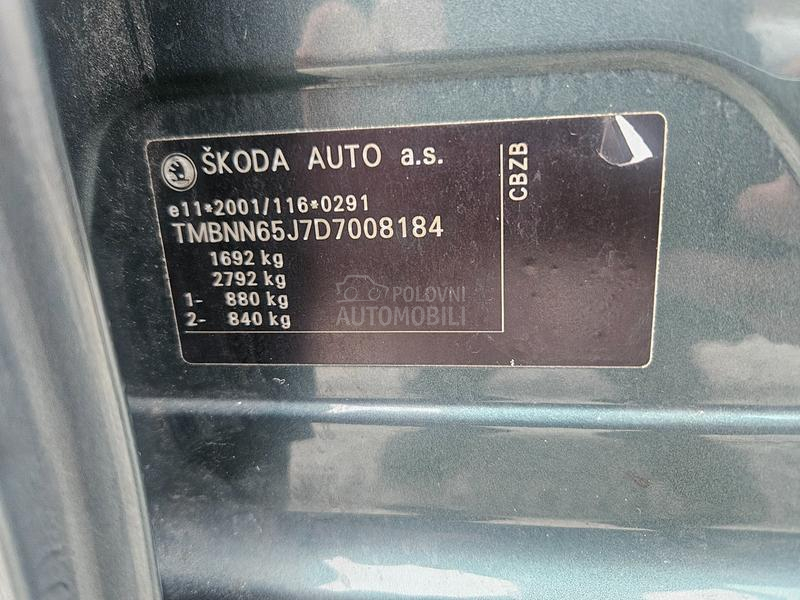 ŠKODA AUTO a.s.
e11*2001/116*0291
TMBNN65J7D7008184
1692 kg
2792 kg
1- 880 kg
2- 840 kg
CBZB
POLOVNI
AUTOMOBILI